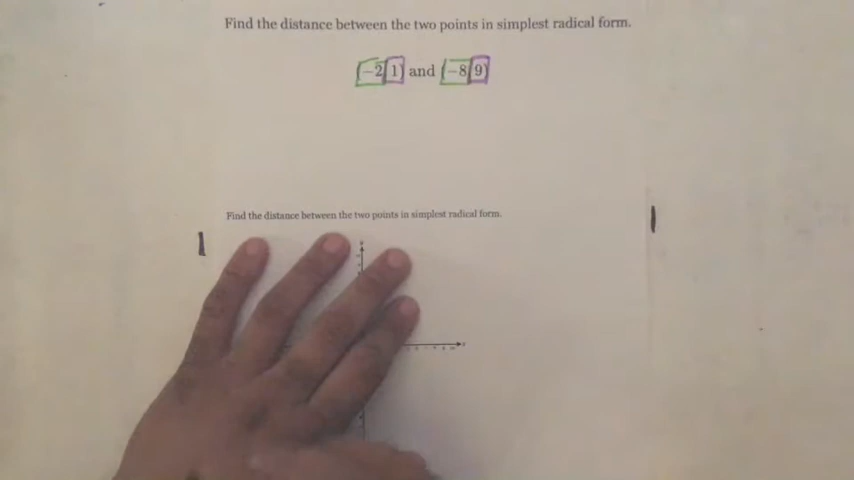 Find the distance between the two points in simplest radical form.
(−2, 1) and (−8, 9)
Find the distance between the two points in simplest radical form.